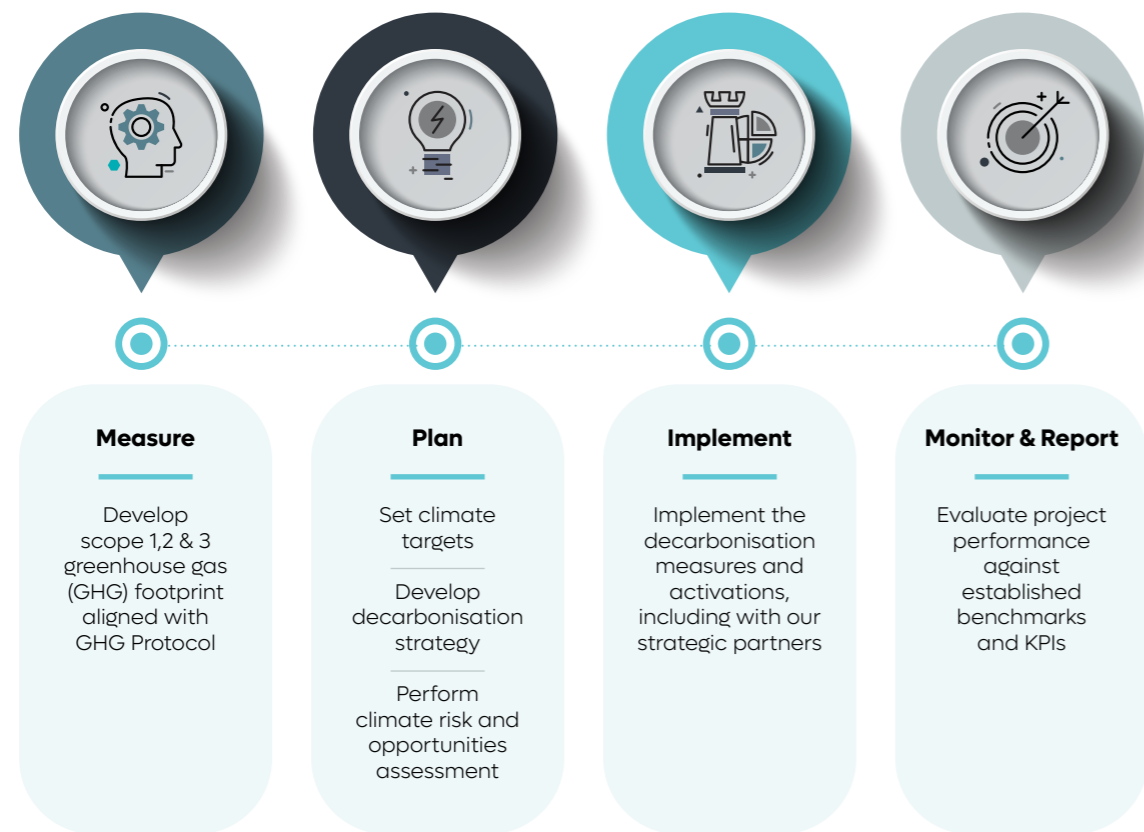 Measure
Develop
scope 1,2 & 3
greenhouse gas
(GHG) footprint
aligned with
GHG Protocol
Plan
Set climate
targets
Develop
decarbonisation
strategy
Perform
climate risk and
opportunities
assessment
Implement
Implement the
decarbonisation
measures and
activations,
including with our
strategic partners
Monitor & Report
Evaluate project
performance
against
established
benchmarks
and KPIs